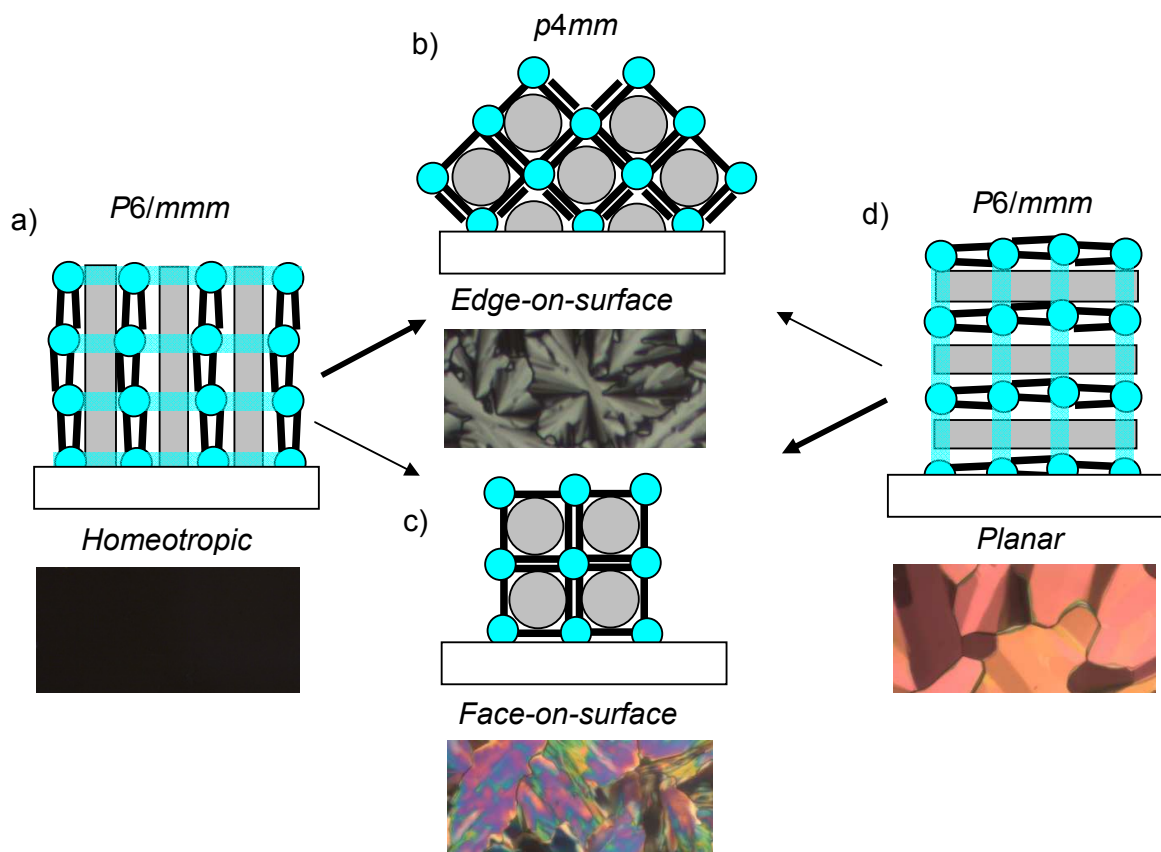 a)
P6/mmm
Homeotropic
b)
p4mm
Edge-on-surface
c)
Face-on-surface
d)
P6/mmm
Planar